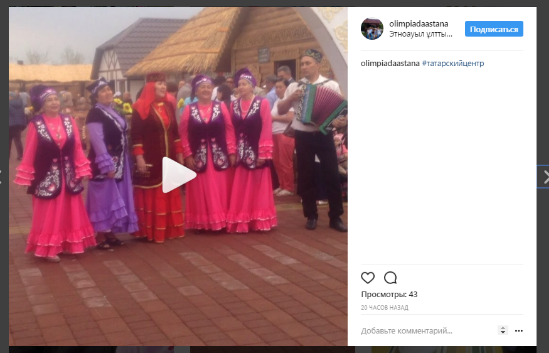 olimpiadaastana
Этноауыл ұлтты...
Подписаться
olimpiadaastana #татарскийцентр
Просмотры: 43
20 ЧАСОВ НАЗАД
Добавьте комментарий...